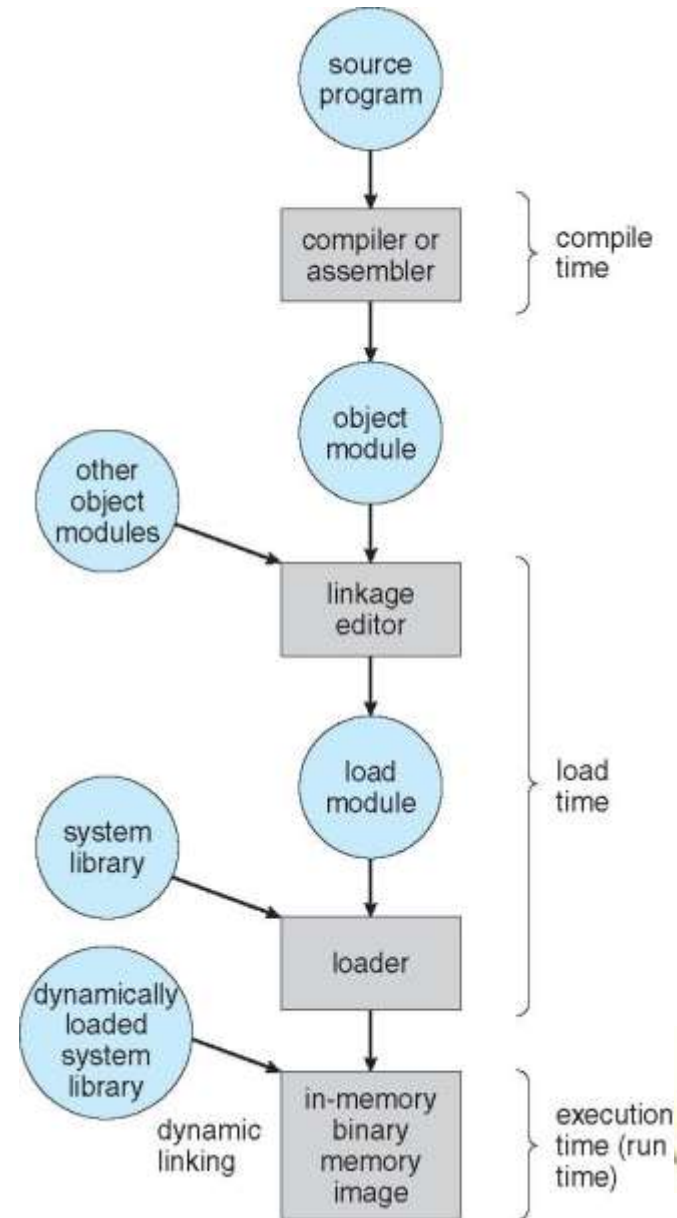 source
program
compiler or
assembler
compile
time
object
module
other
object
modules
linkage
editor
load
module
load
time
system
library
loader
dynamically
loaded
system
library
dynamic
linking
in-memory
binary
memory
image
execution
time (run
time)